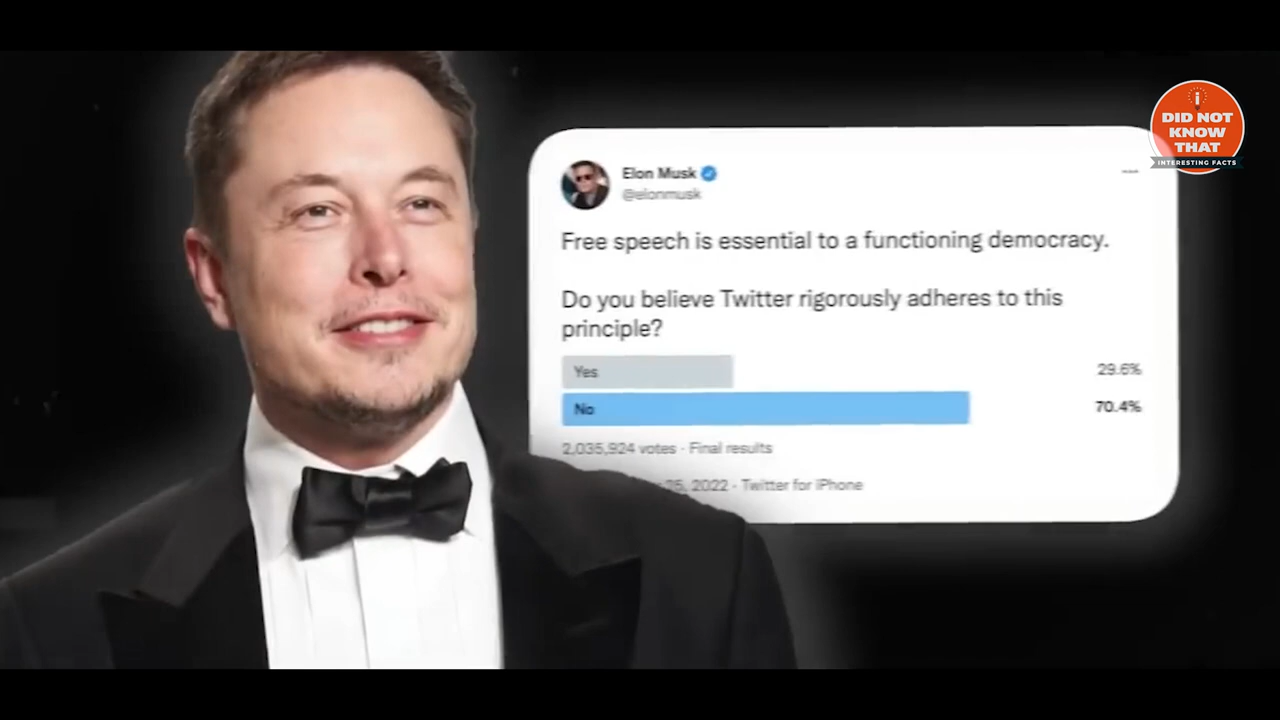 i
DID NOT
KNOW
THAT
INTERESTING FACTS
Elon Musk
@elonmusk
Free speech is essential to a functioning democracy.
Do you believe Twitter rigorously adheres to this
principle?
Yes 29.6%
No 70.4%
2,035,924 votes · Final results
25, 2022 · Twitter for iPhone